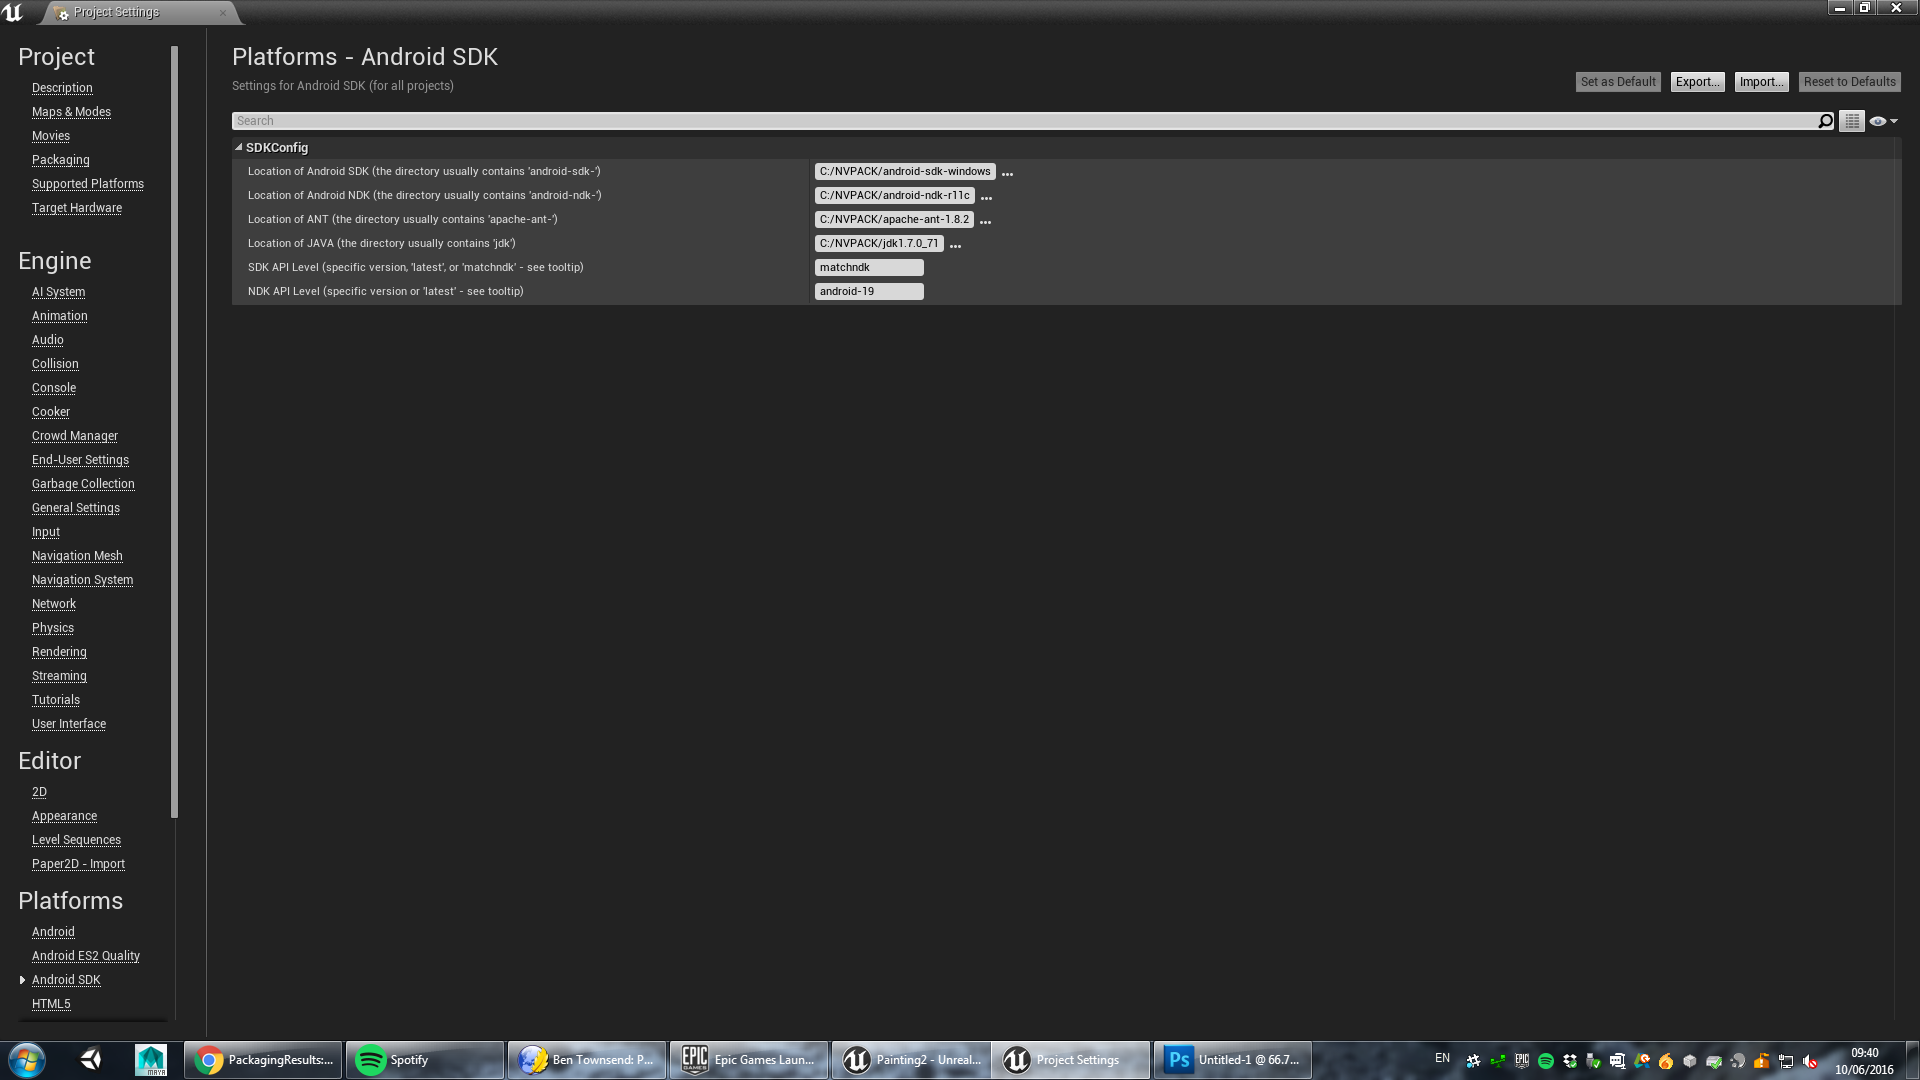 Project Settings
Project
Description
Maps & Modes
Movies
Packaging
Supported Platforms
Target Hardware
Engine
AI System
Animation
Audio
Collision
Console
Cooker
Crowd Manager
End-User Settings
Garbage Collection
General Settings
Input
Navigation Mesh
Navigation System
Network
Physics
Rendering
Streaming
Tutorials
User Interface
Editor
2D
Appearance
Level Sequences
Paper2D - Import
Platforms
Android
Android ES2 Quality
Android SDK
HTML5
Platforms - Android SDK
Settings for Android SDK (for all projects)
Set as Default Export... Import... Reset to Defaults
Search
SDKConfig
Location of Android SDK (the directory usually contains 'android-sdk-') C:/NVPACK/android-sdk-windows ...
Location of Android NDK (the directory usually contains 'android-ndk-') C:/NVPACK/android-ndk-r11c ...
Location of ANT (the directory usually contains 'apache-ant-') C:/NVPACK/apache-ant-1.8.2 ...
Location of JAVA (the directory usually contains 'jdk') C:/NVPACK/jdk1.7.0_71 ...
SDK API Level (specific version, 'latest', or 'matchndk' - see tooltip) matchndk
NDK API Level (specific version or 'latest' - see tooltip) android-19
MAYA PackagingResults:... Spotify Ben Townsend: P... EPIC GAMES Epic Games Laun... Painting2 - Unreal... Project Settings Ps Untitled-1 @ 66.7... EN EPIC 09:40
10/06/2016